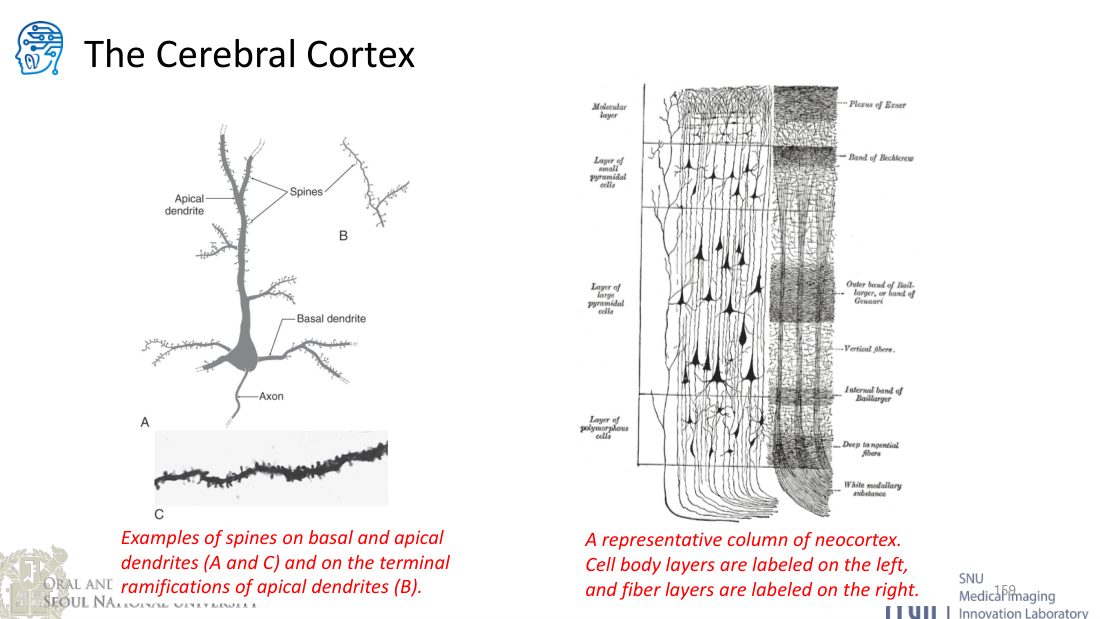 The Cerebral Cortex
Apical
dendrite
Spines
B
Basal dendrite
Axon
A
C
Examples of spines on basal and apical
dendrites (A and C) and on the terminal
ramifications of apical dendrites (B).
Molecular
layer
Layer of
small
pyramidal
cells
Layer of
large
pyramidal
cells
Layer of
polymorphous
cells
Plexus of Exner
Band of Bechterew
Outer band of Bail-
larger, or band of
Gennari
Vertical fibers.
Internal band of
Baillarger
Deep tangential
fibers
White medullary
substance
A representative column of neocortex.
Cell body layers are labeled on the left,
and fiber layers are labeled on the right.
ORAL AND
SEOUL NATIONAL UNIVERSITY
SNU
Medical Imaging
Innovation Laboratory
159